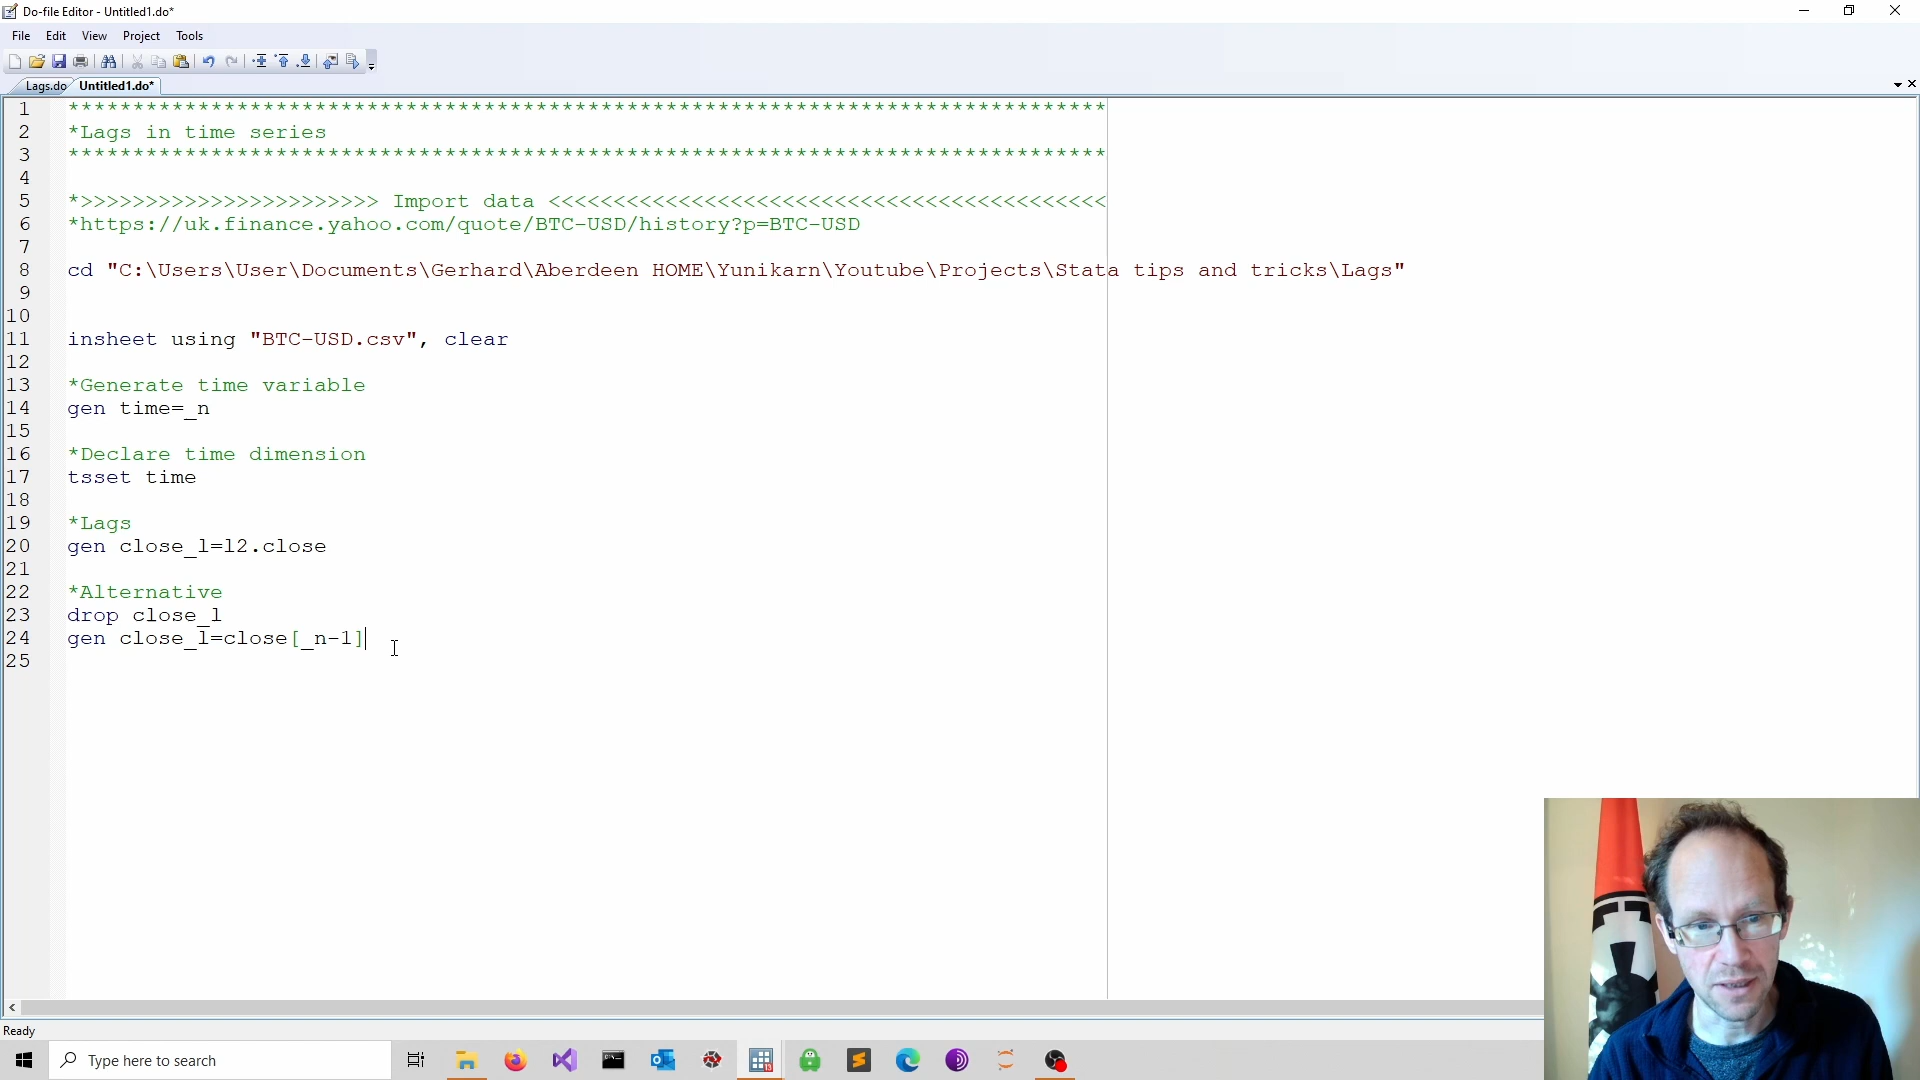 Do-file Editor - Untitled1.do*
File Edit View Project Tools
Lags.do Untitled1.do*
1 ********************************************************************************
2 *Lags in time series
3 ********************************************************************************
4
5 *>>>>>>>>>>>>>>>>>>>>>>> Import data <<<<<<<<<<<<<<<<<<<<<<<<<<<<<<<<<<<<<<<<<<<
6 *https://uk.finance.yahoo.com/quote/BTC-USD/history?p=BTC-USD
7
8 cd "C:\Users\User\Documents\Gerhard\Aberdeen HOME\Yunikarn\Youtube\Projects\Stata tips and tricks\Lags"
9
10
11 insheet using "BTC-USD.csv", clear
12
13 *Generate time variable
14 gen time=_n
15
16 *Declare time dimension
17 tsset time
18
19 *Lags
20 gen close_l=l2.close
21
22 *Alternative
23 drop close_l
24 gen close_l=close[_n-1]
25
Ready
Type here to search